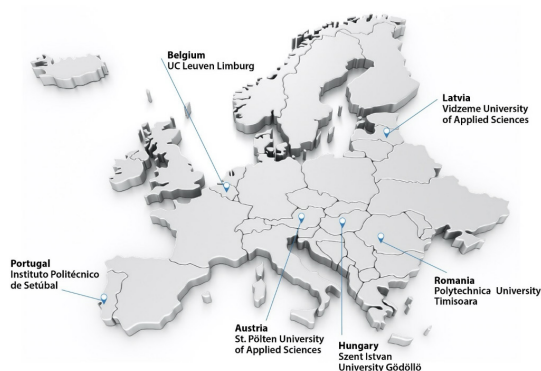 Belgium
UC Leuven Limburg
Latvia
Vidzeme University
of Applied Sciences
Portugal
Instituto Politécnico
de Setúbal
Romania
Polytechnica University
Timisoara
Austria
St. Pölten University
of Applied Sciences
Hungary
Szent Istvan
University Gödöllö